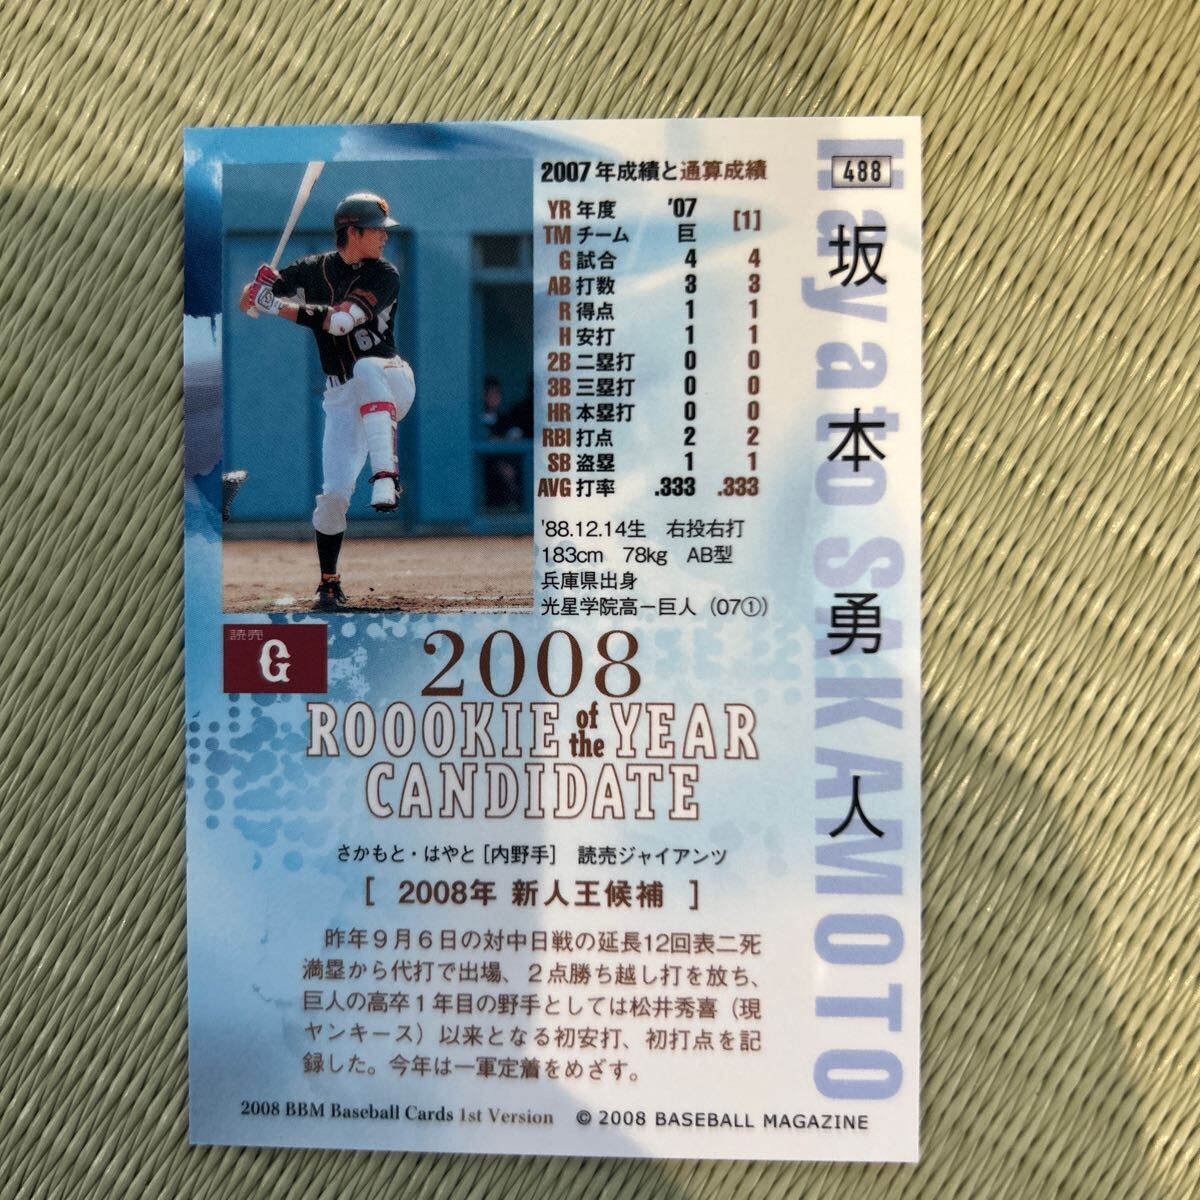 488
坂本勇人
Hayato SAKAMOTO
2007年成績と通算成績
YR 年度 '07 [1]
TM チーム 巨
G 試合 4 4
AB 打数 3 3
R 得点 1 1
H 安打 1 1
2B 二塁打 0 0
3B 三塁打 0 0
HR 本塁打 0 0
RBI 打点 2 2
SB 盗塁 1 1
AVG 打率 .333 .333
'88.12.14生 右投右打
183cm 78kg AB型
兵庫県出身
光星学院高－巨人（07①）
読売
G
2008
ROOOKIE of the YEAR
CANDIDATE
さかもと・はやと［内野手］ 読売ジャイアンツ
［ 2008年 新人王候補 ］
昨年９月６日の対中日戦の延長12回表二死
満塁から代打で出場、２点勝ち越し打を放ち、
巨人の高卒１年目の野手としては松井秀喜（現
ヤンキース）以来となる初安打、初打点を記
録した。今年は一軍定着をめざす。
2008 BBM Baseball Cards 1st Version © 2008 BASEBALL MAGAZINE